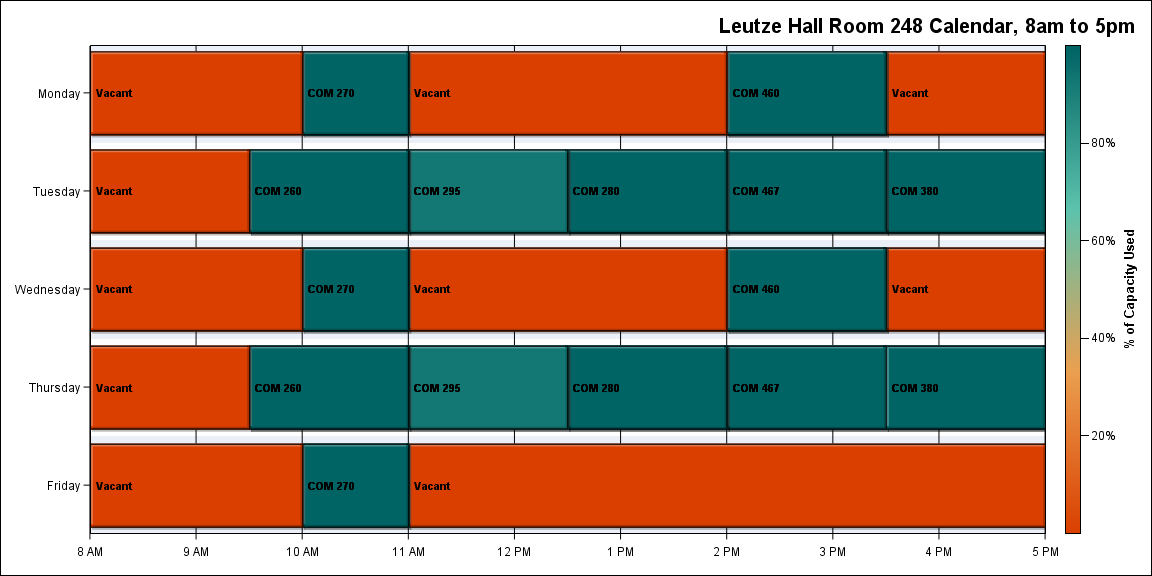 Leutze Hall Room 248 Calendar, 8am to 5pm
Monday
Vacant
COM 270
Vacant
COM 460
Vacant
Tuesday
Vacant
COM 260
COM 295
COM 280
COM 467
COM 380
Wednesday
Vacant
COM 270
Vacant
COM 460
Vacant
Thursday
Vacant
COM 260
COM 295
COM 280
COM 467
COM 380
Friday
Vacant
COM 270
Vacant
8 AM
9 AM
10 AM
11 AM
12 PM
1 PM
2 PM
3 PM
4 PM
5 PM
80%
60%
40%
20%
% of Capacity Used